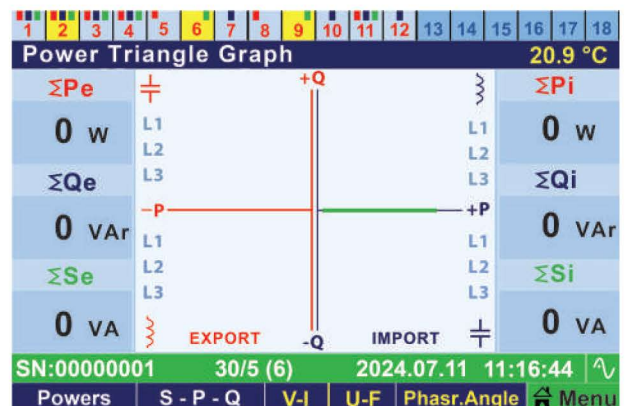 1 2 3 4 5 6 7 8 9 10 11 12 13 14 15 16 17 18
Power Triangle Graph 20.9 °C
ΣPe +Q ΣPi
0 W L1 L1 0 W
L2 L2
ΣQe L3 L3 ΣQi
-P +P
0 VAr L1 L1 0 VAr
ΣSe L2 L2 ΣSi
L3 L3
0 VA EXPORT -Q IMPORT 0 VA
SN:00000001 30/5 (6) 2024.07.11 11:16:44
Powers S - P - Q V-I U-F Phasr.Angle Menu